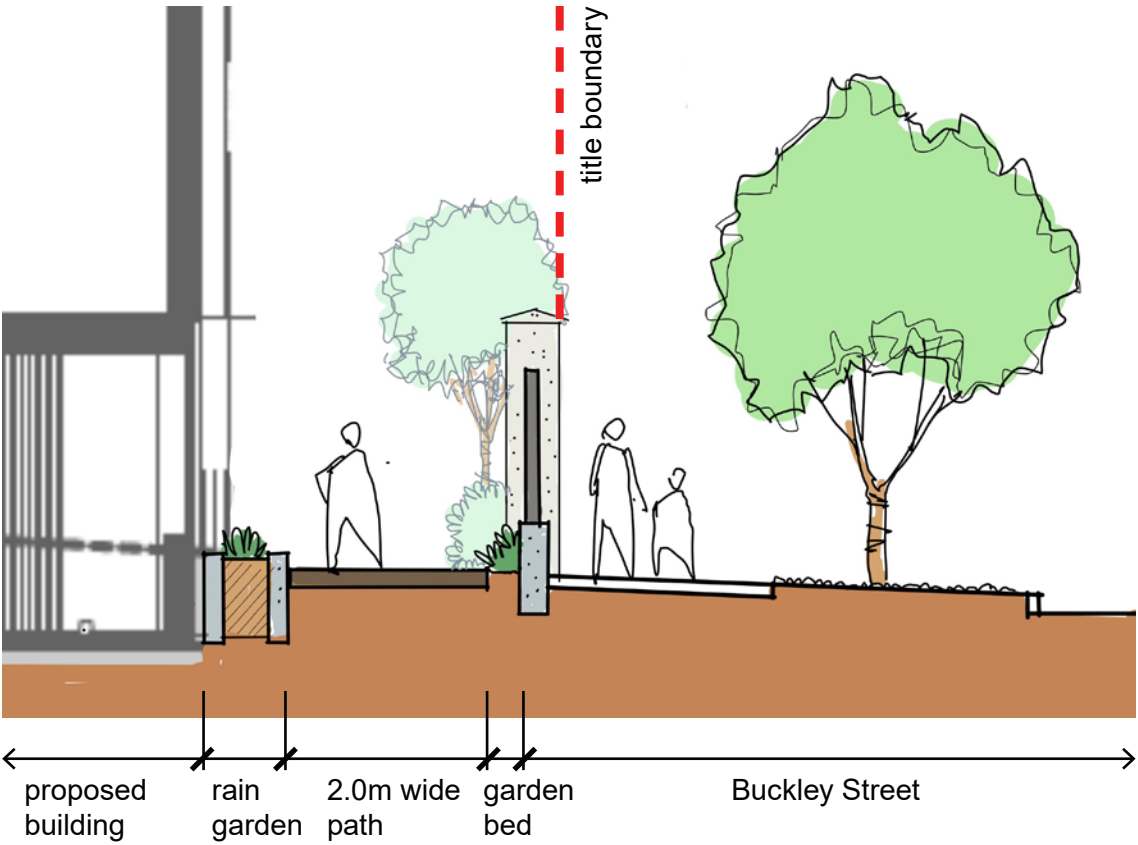 title boundary
proposed
building
rain
garden
2.0m wide
path
garden
bed
Buckley Street